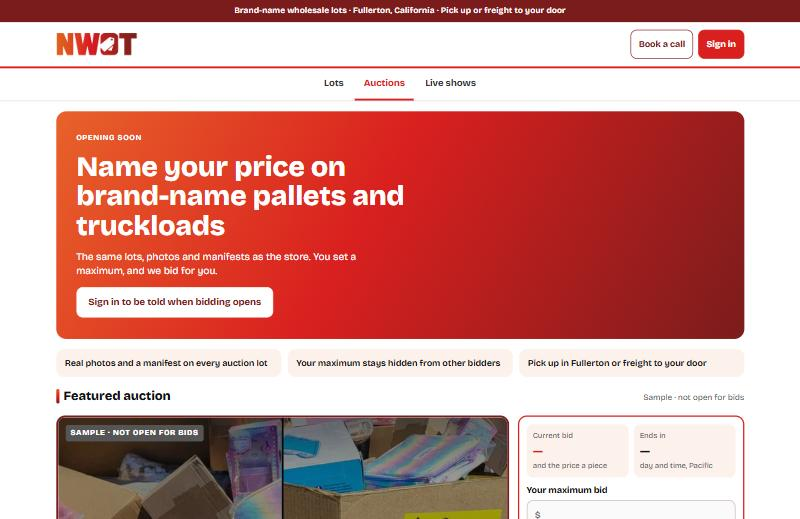 Brand-name wholesale lots · Fullerton, California · Pick up or freight to your door
NWOT
Book a call
Sign in
Lots
Auctions
Live shows
OPENING SOON
Name your price on
brand-name pallets and
truckloads
The same lots, photos and manifests as the store. You set a
maximum, and we bid for you.
Sign in to be told when bidding opens
Real photos and a manifest on every auction lot
Your maximum stays hidden from other bidders
Pick up in Fullerton or freight to your door
Featured auction
Sample · not open for bids
SAMPLE · NOT OPEN FOR BIDS
Current bid
—
and the price a piece
Ends in
—
day and time, Pacific
Your maximum bid
$